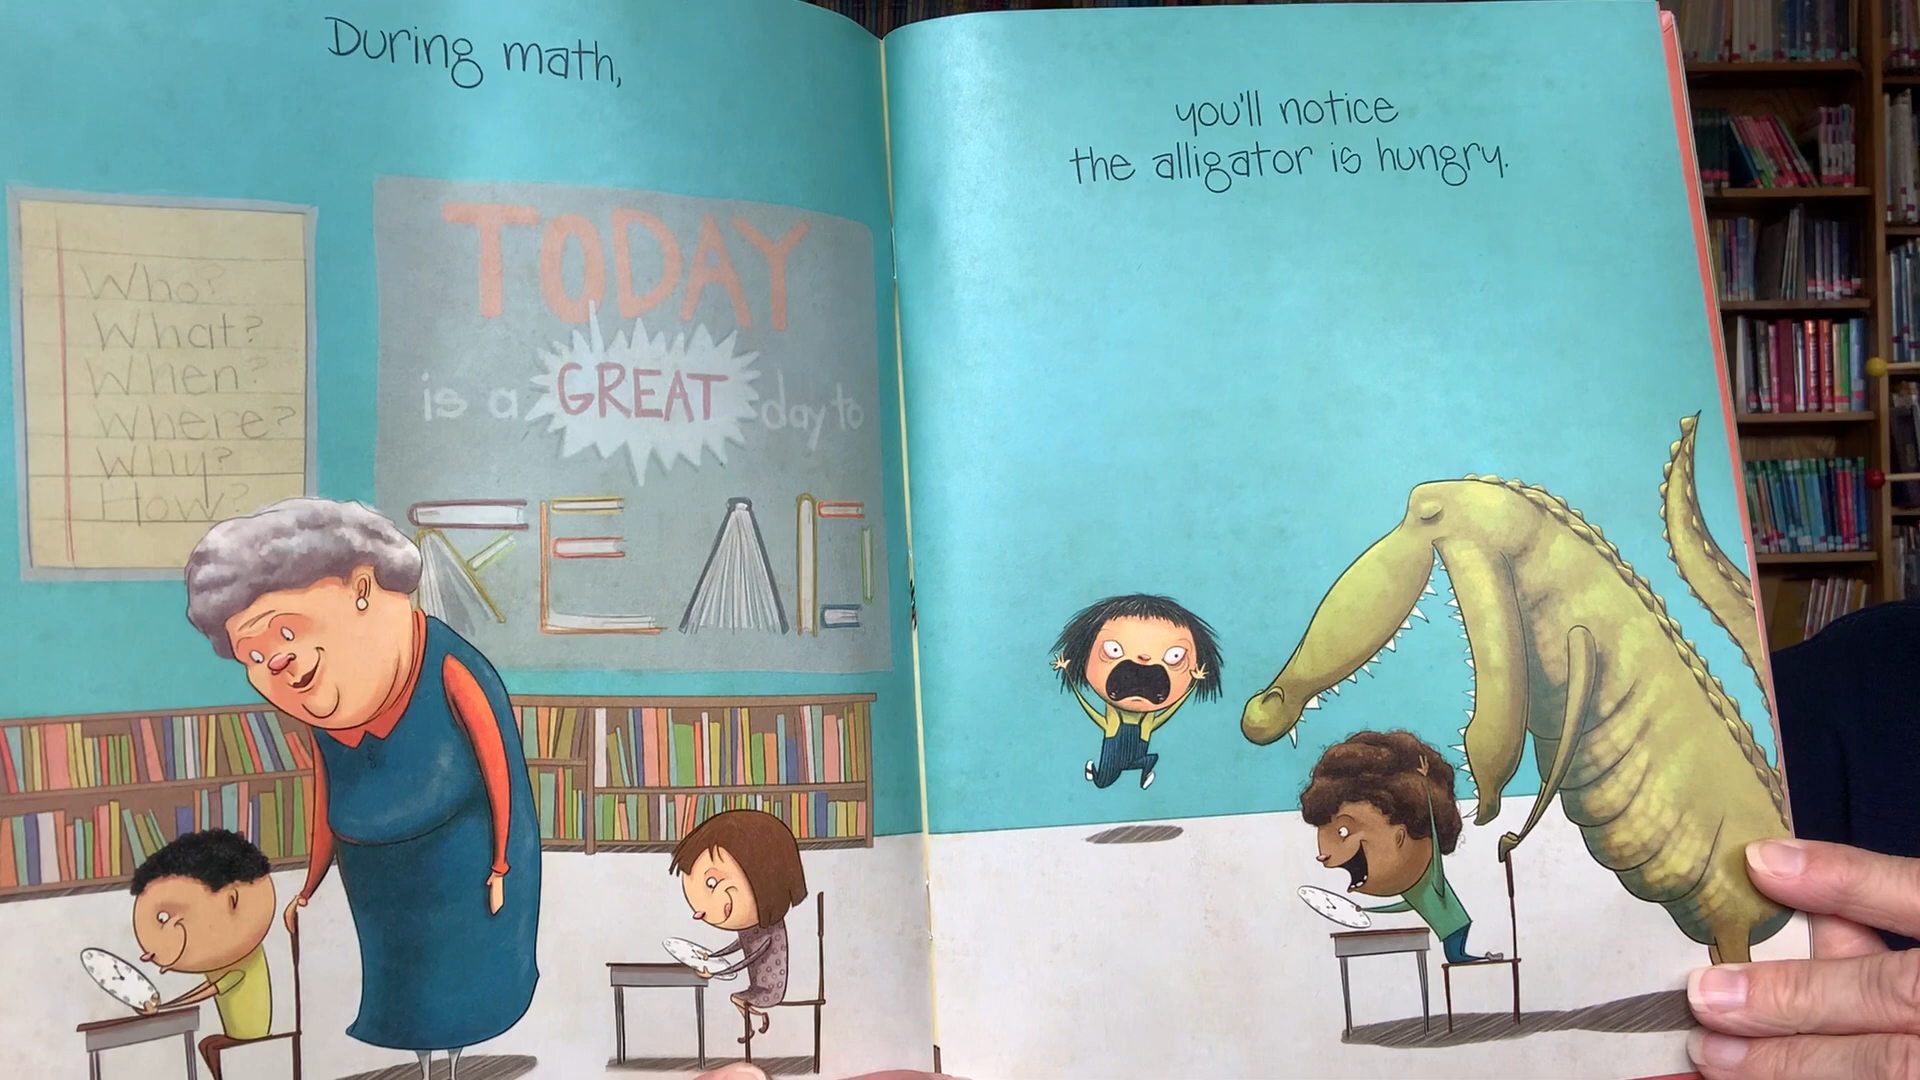 During math,
Who?
What?
When?
Where?
Why?
How?
TODAY
is a GREAT day to
READ
you'll notice
the alligator is hungry.